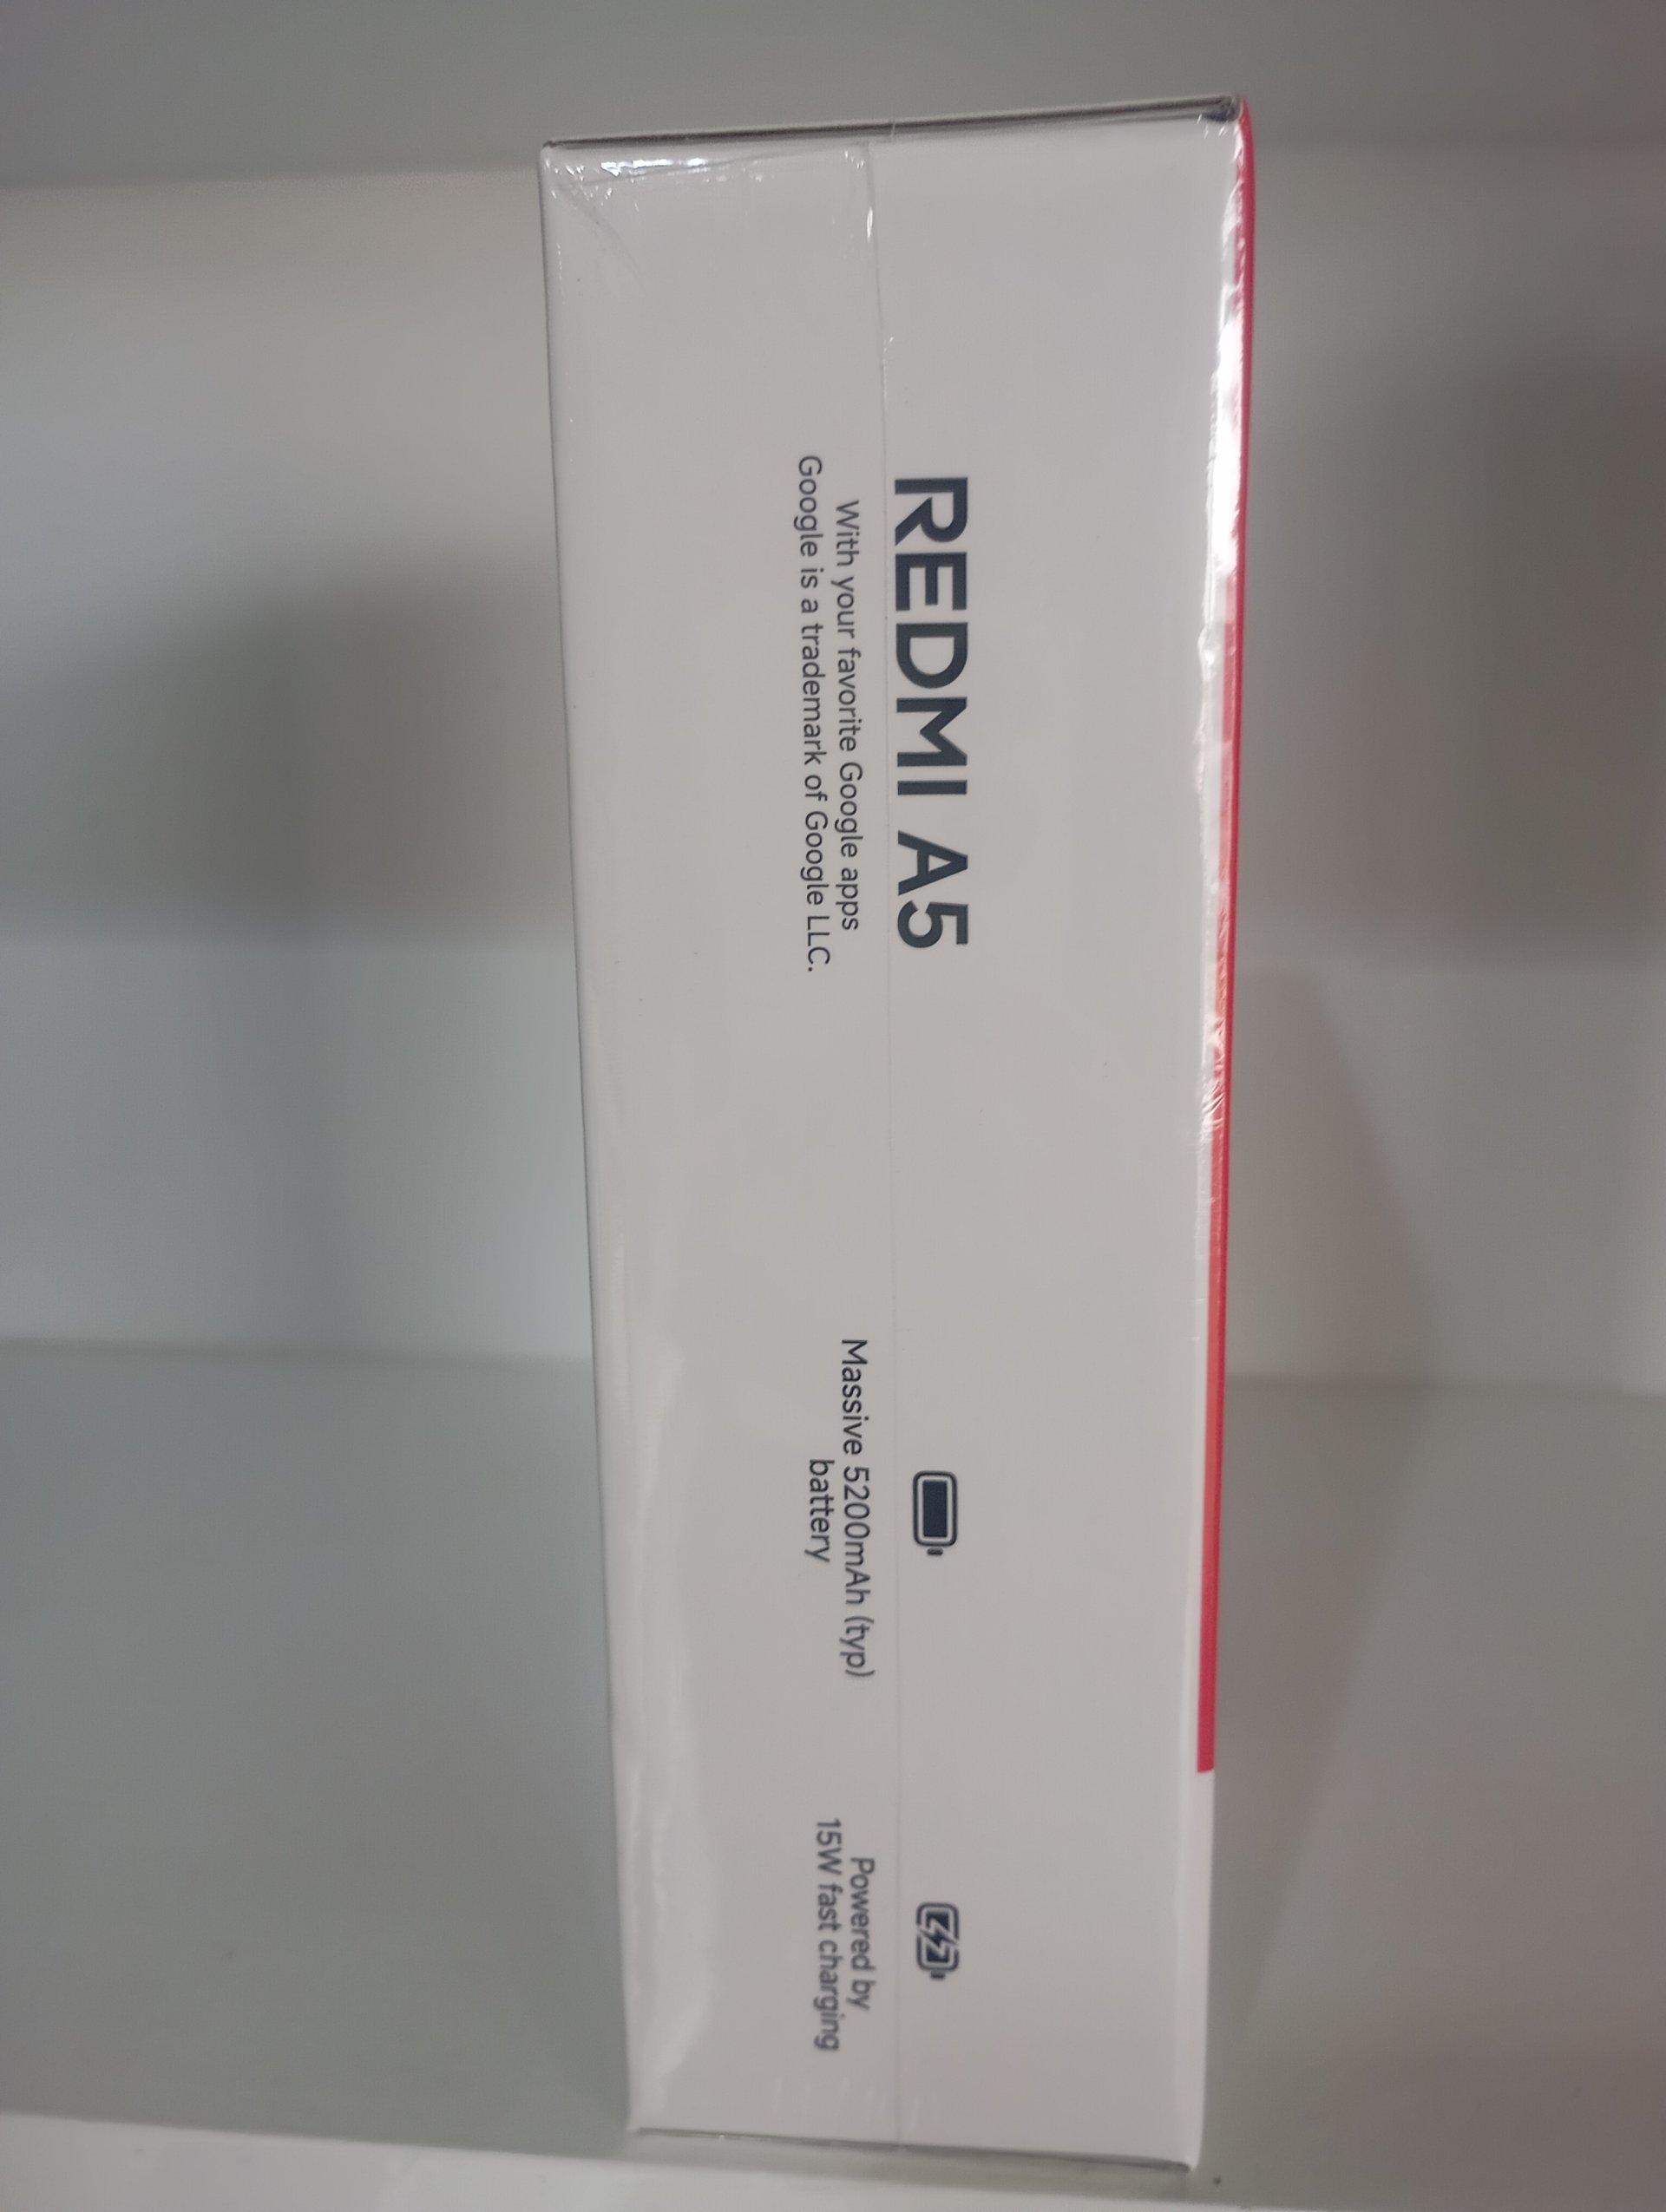 REDMI A5
With your favorite Google apps
Google is a trademark of Google LLC.
Massive 5200mAh (typ)
battery
Powered by
15W fast charging